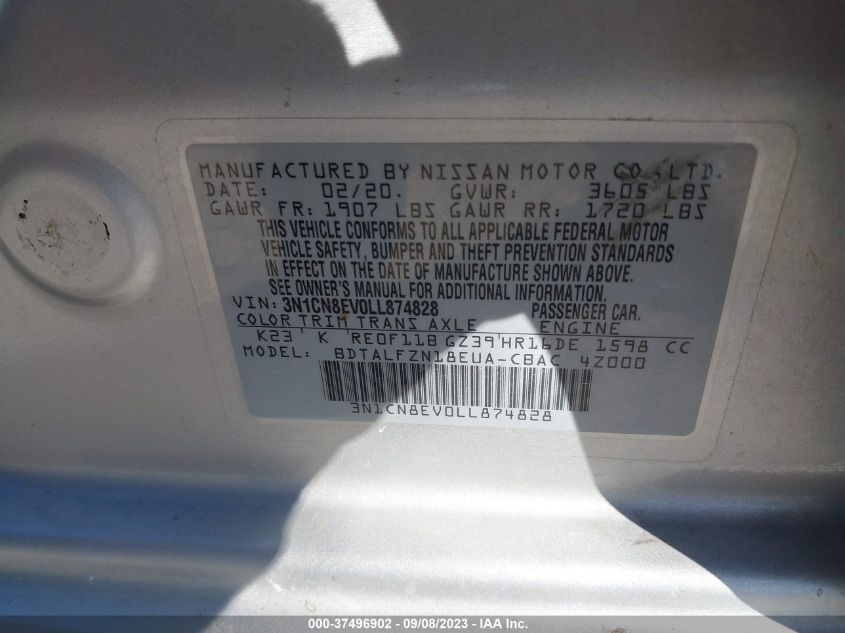 MANUFACTURED BY NISSAN MOTOR CO.,LTD.
DATE: 02/20. GVWR: 3605 LBS
GAWR FR: 1907 LBS GAWR RR: 1720 LBS
THIS VEHICLE CONFORMS TO ALL APPLICABLE FEDERAL MOTOR
VEHICLE SAFETY, BUMPER AND THEFT PREVENTION STANDARDS
IN EFFECT ON THE DATE OF MANUFACTURE SHOWN ABOVE.
SEE OWNER'S MANUAL FOR ADDITIONAL INFORMATION.
VIN: 3N1CN8EV0LL874828 PASSENGER CAR.
COLOR TRIM TRANS AXLE ENGINE
K23 K RE0F11B GZ39 HR16DE 1598 CC
MODEL: BDTALFZN18EUA-CBAC 4Z000
3N1CN8EV0LL874828
000-37496902 - 09/08/2023 - IAA Inc.